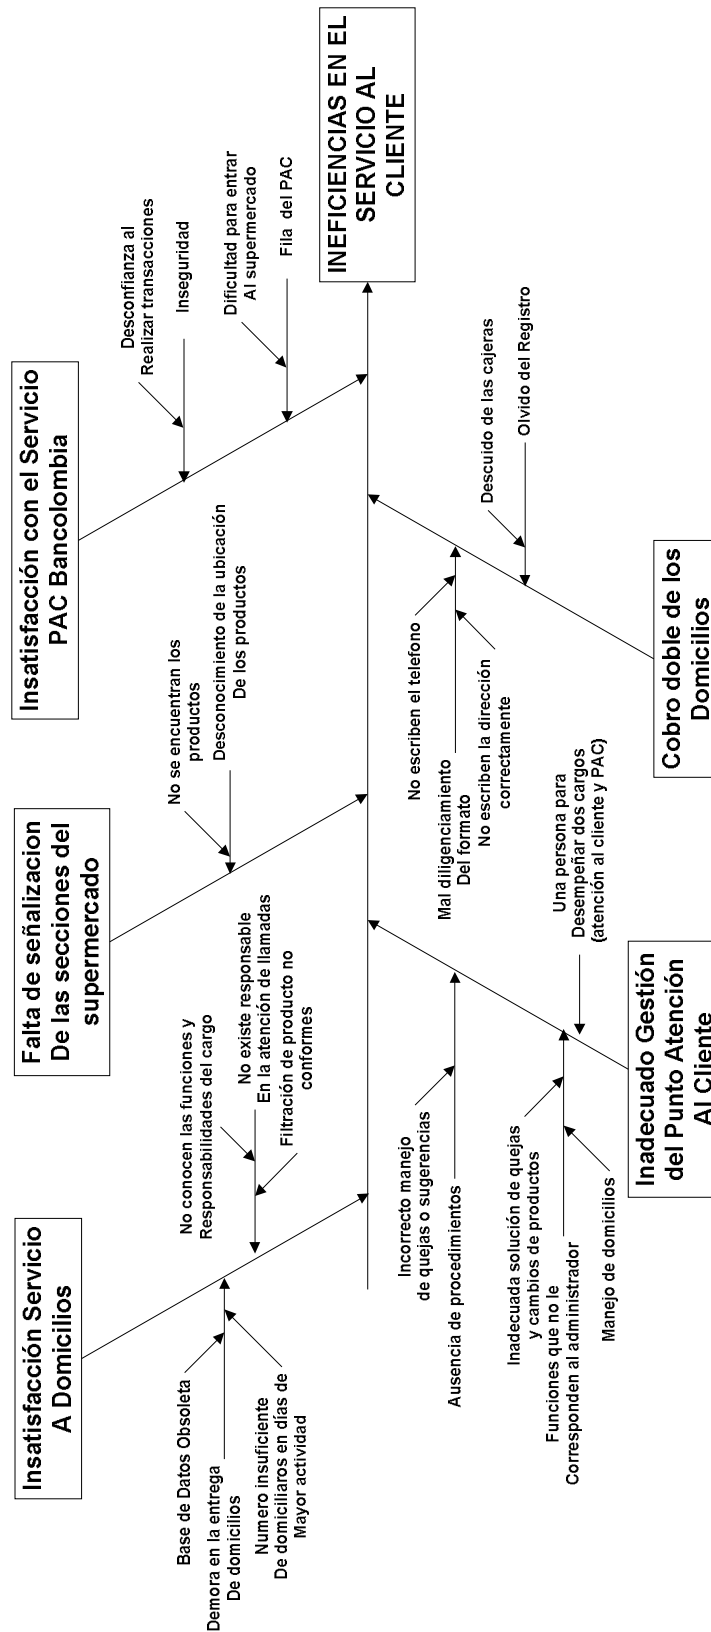 Insatisfacción Servicio
A Domicilios
Falta de señalizacion
De las secciones del
supermercado
Insatisfacción con el Servicio
PAC Bancolombia
Base de Datos Obsoleta
Demora en la entrega
De domicilios
Numero insuficiente
De domiciliaros en días de
Mayor actividad
No conocen las funciones y
Responsabilidades del cargo
No existe responsable
En la atención de llamadas
Filtración de producto no
conformes
No se encuentran los
productos
Desconocimiento de la ubicación
De los productos
Desconfianza al
Realizar transacciones
Inseguridad
Dificultad para entrar
Al supermercado
Fila del PAC
INEFICIENCIAS EN EL
SERVICIO AL
CLIENTE
Incorrecto manejo
de quejas o sugerencias
Ausencia de procedimientos
Inadecuada solución de quejas
y cambios de productos
Funciones que no le
Corresponden al administrador
Manejo de domicilios
Una persona para
Desempeñar dos cargos
(atención al cliente y PAC)
No escriben el telefono
Mal diligenciamiento
Del formato
No escriben la dirección
correctamente
Descuido de las cajeras
Olvido del Registro
Inadecuado Gestión
del Punto Atención
Al Cliente
Cobro doble de los
Domicilios